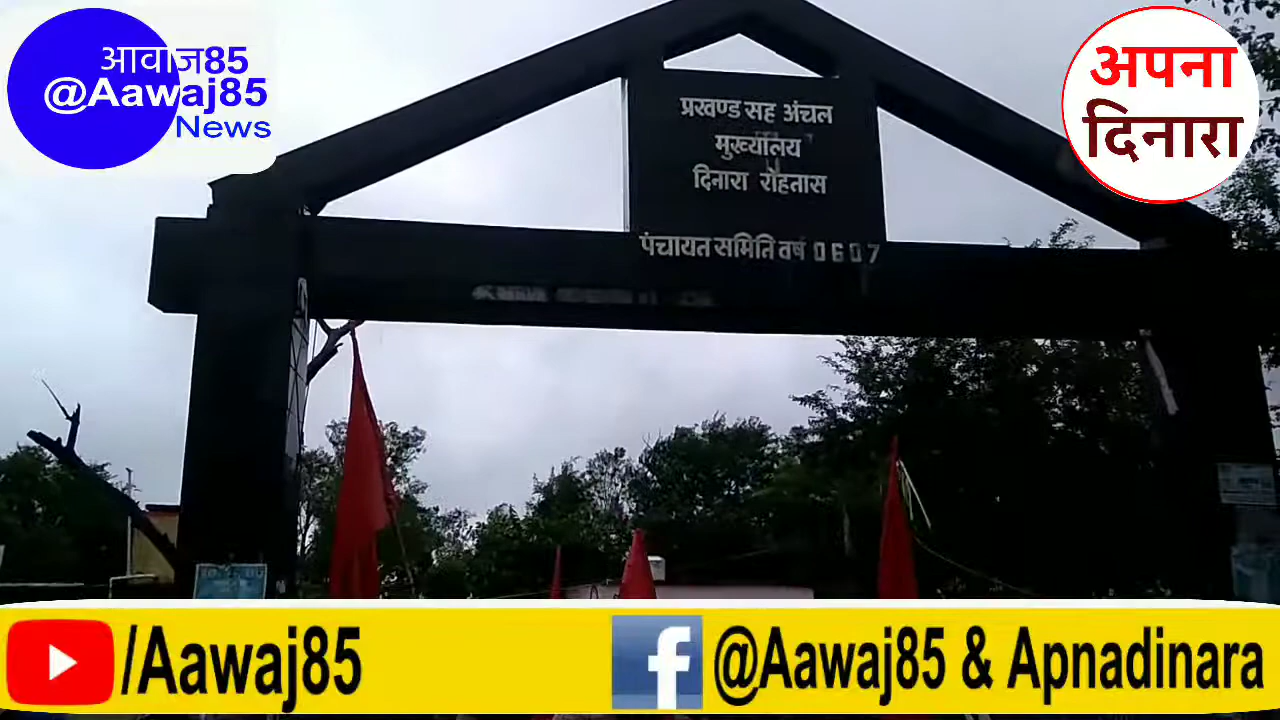 आवाज85
@Aawaj85
News
अपना
दिनारा
प्रखण्ड सह अंचल
मुख्यालय
दिनारा रोहतास
पंचायत समिति वर्ष 0607
/Aawaj85
@Aawaj85 & Apnadinara